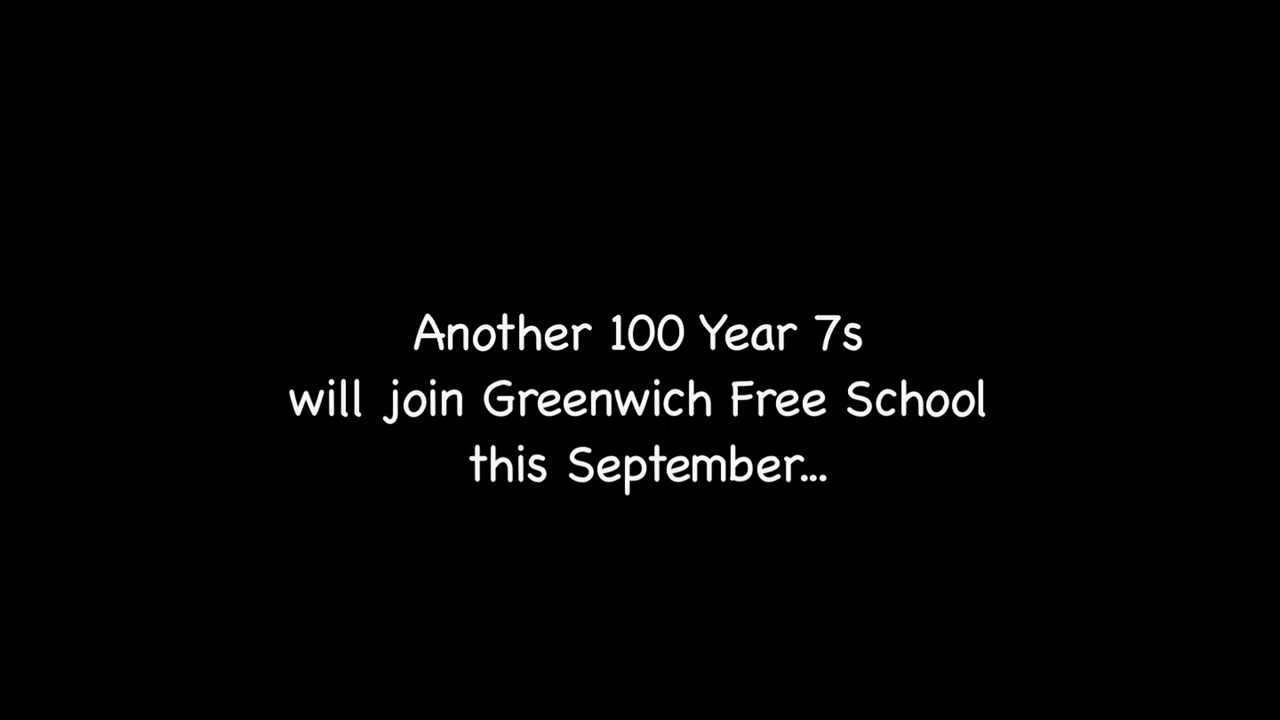 Another 100 Year 7s
will join Greenwich Free School
this September...